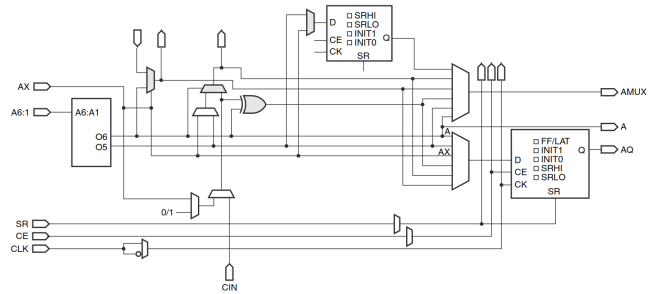 □ SRHI
D □ SRLO
□ INIT1 Q
CE □ INIT0
CK
SR
AX
A6:1 A6:A1
O6
O5
AMUX
A A
AX
□ FF/LAT
□ INIT1 Q AQ
D □ INIT0
CE □ SRHI
□ SRLO
CK
SR
0/1
SR
CE
CLK
CIN